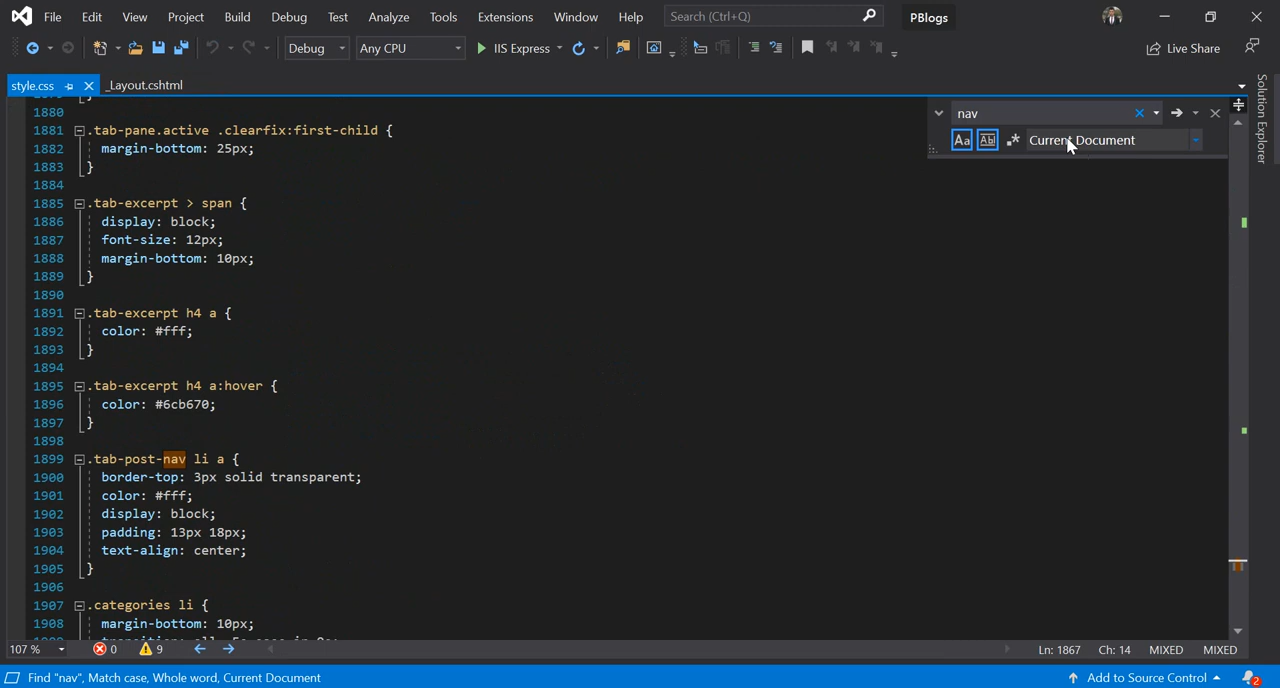 File Edit View Project Build Debug Test Analyze Tools Extensions Window Help Search (Ctrl+Q) PBlogs
Debug Any CPU IIS Express Live Share
style.css _Layout.cshtml
Solution Explorer
nav
Aa Abl .* Current Document
1880
1881 .tab-pane.active .clearfix:first-child {
1882 margin-bottom: 25px;
1883 }
1884
1885 .tab-excerpt > span {
1886 display: block;
1887 font-size: 12px;
1888 margin-bottom: 10px;
1889 }
1890
1891 .tab-excerpt h4 a {
1892 color: #fff;
1893 }
1894
1895 .tab-excerpt h4 a:hover {
1896 color: #6cb670;
1897 }
1898
1899 .tab-post-nav li a {
1900 border-top: 3px solid transparent;
1901 color: #fff;
1902 display: block;
1903 padding: 13px 18px;
1904 text-align: center;
1905 }
1906
1907 .categories li {
1908 margin-bottom: 10px;
107 % 0 9 Ln: 1867 Ch: 14 MIXED MIXED
Find "nav", Match case, Whole word, Current Document Add to Source Control 2